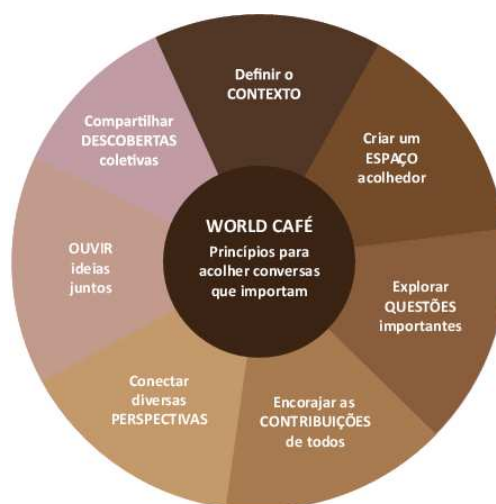 Definir o
CONTEXTO
Criar um
ESPAÇO
acolhedor
Explorar
QUESTÕES
importantes
Encorajar as
CONTRIBUIÇÕES
de todos
Conectar
diversas
PERSPECTIVAS
OUVIR
ideias
juntos
Compartilhar
DESCOBERTAS
coletivas
WORLD CAFÉ
Princípios para
acolher conversas
que importam